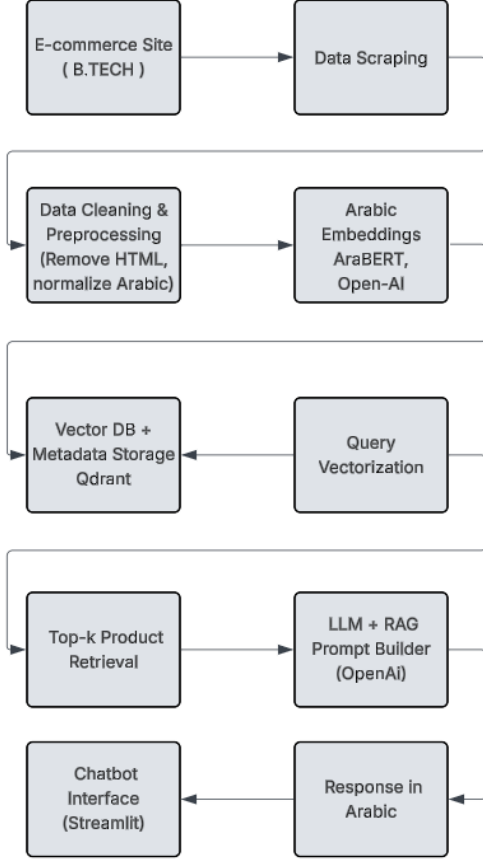 E-commerce Site
( B.TECH )
Data Scraping
Data Cleaning &
Preprocessing
(Remove HTML,
normalize Arabic)
Arabic
Embeddings
AraBERT,
Open-AI
Vector DB +
Metadata Storage
Qdrant
Query
Vectorization
Top-k Product
Retrieval
LLM + RAG
Prompt Builder
(OpenAi)
Chatbot
Interface
(Streamlit)
Response in
Arabic